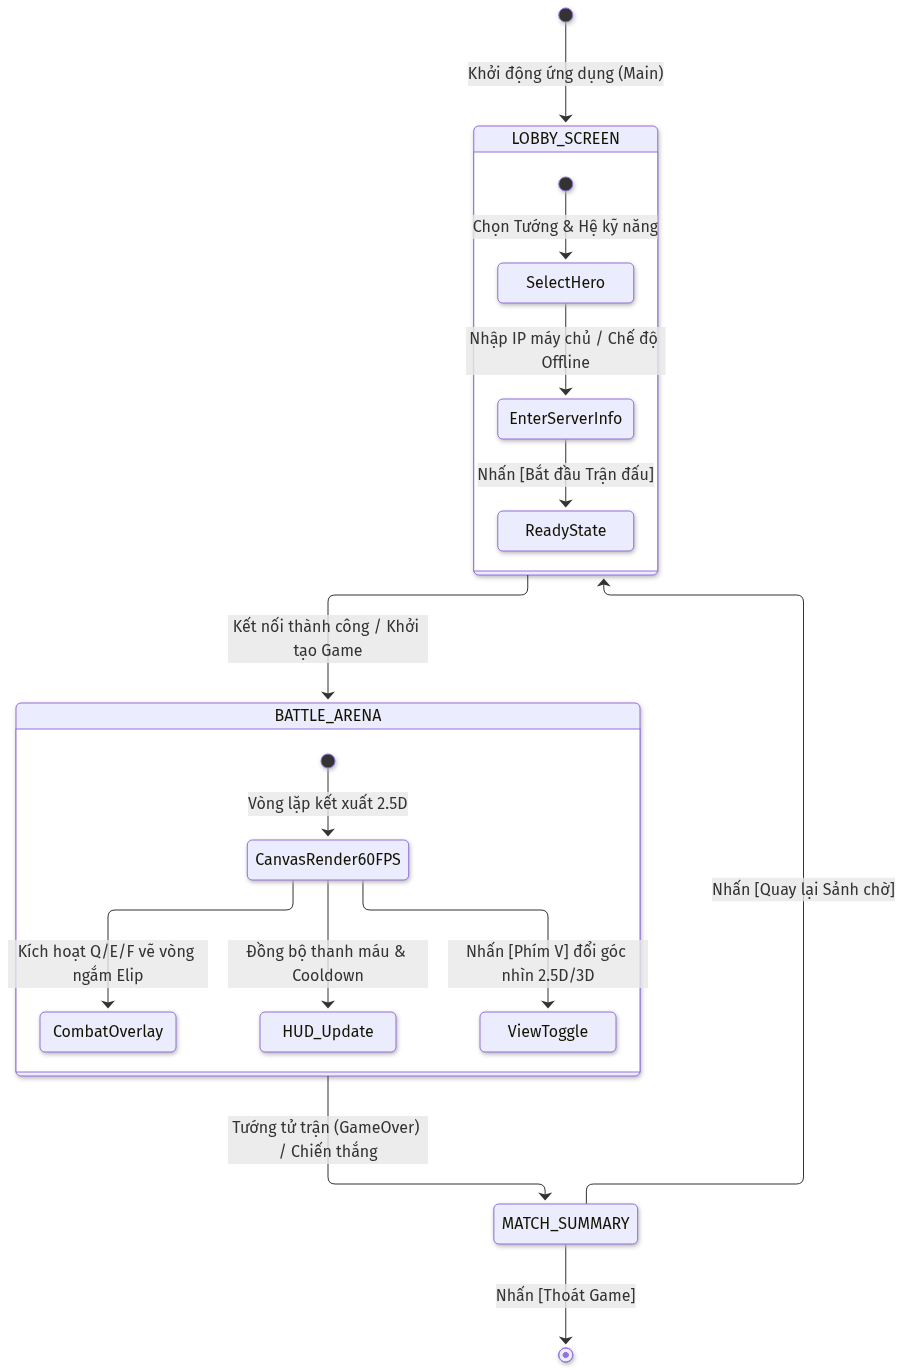 Khởi động ứng dụng (Main)
LOBBY_SCREEN
Chọn Tướng & Hệ kỹ năng
SelectHero
Nhập IP máy chủ / Chế độ
Offline
EnterServerInfo
Nhấn [Bắt đầu Trận đấu]
ReadyState
Kết nối thành công / Khởi
tạo Game
BATTLE_ARENA
Vòng lặp kết xuất 2.5D
CanvasRender60FPS
Nhấn [Quay lại Sảnh chờ]
Kích hoạt Q/E/F vẽ vòng
ngắm Elip
Đồng bộ thanh máu &
Cooldown
Nhấn [Phím V] đổi góc
nhìn 2.5D/3D
CombatOverlay
HUD_Update
ViewToggle
Tướng tử trận (GameOver)
/ Chiến thắng
MATCH_SUMMARY
Nhấn [Thoát Game]